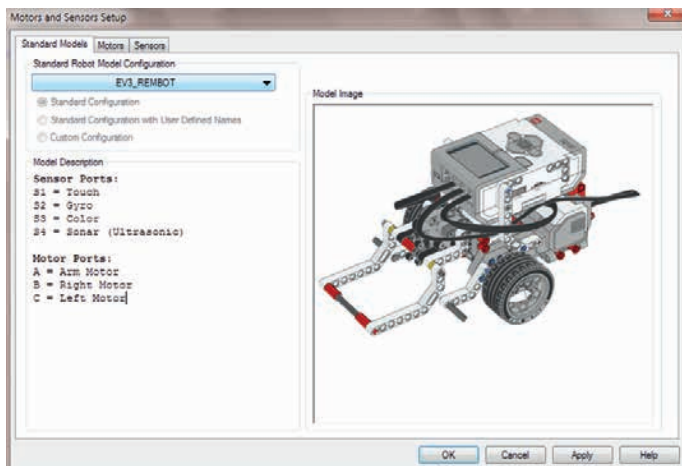 Motors and Sensors Setup
Standard Models Motors Sensors
Standard Robot Model Configuration
EV3_REMBOT
Standard Configuration
Standard Configuration with User Defined Names
Custom Configuration
Model Description
Sensor Ports:
S1 = Touch
S2 = Gyro
S3 = Color
S4 = Sonar (Ultrasonic)
Motor Ports:
A = Arm Motor
B = Right Motor
C = Left Motor
Model Image
OK Cancel Apply Help